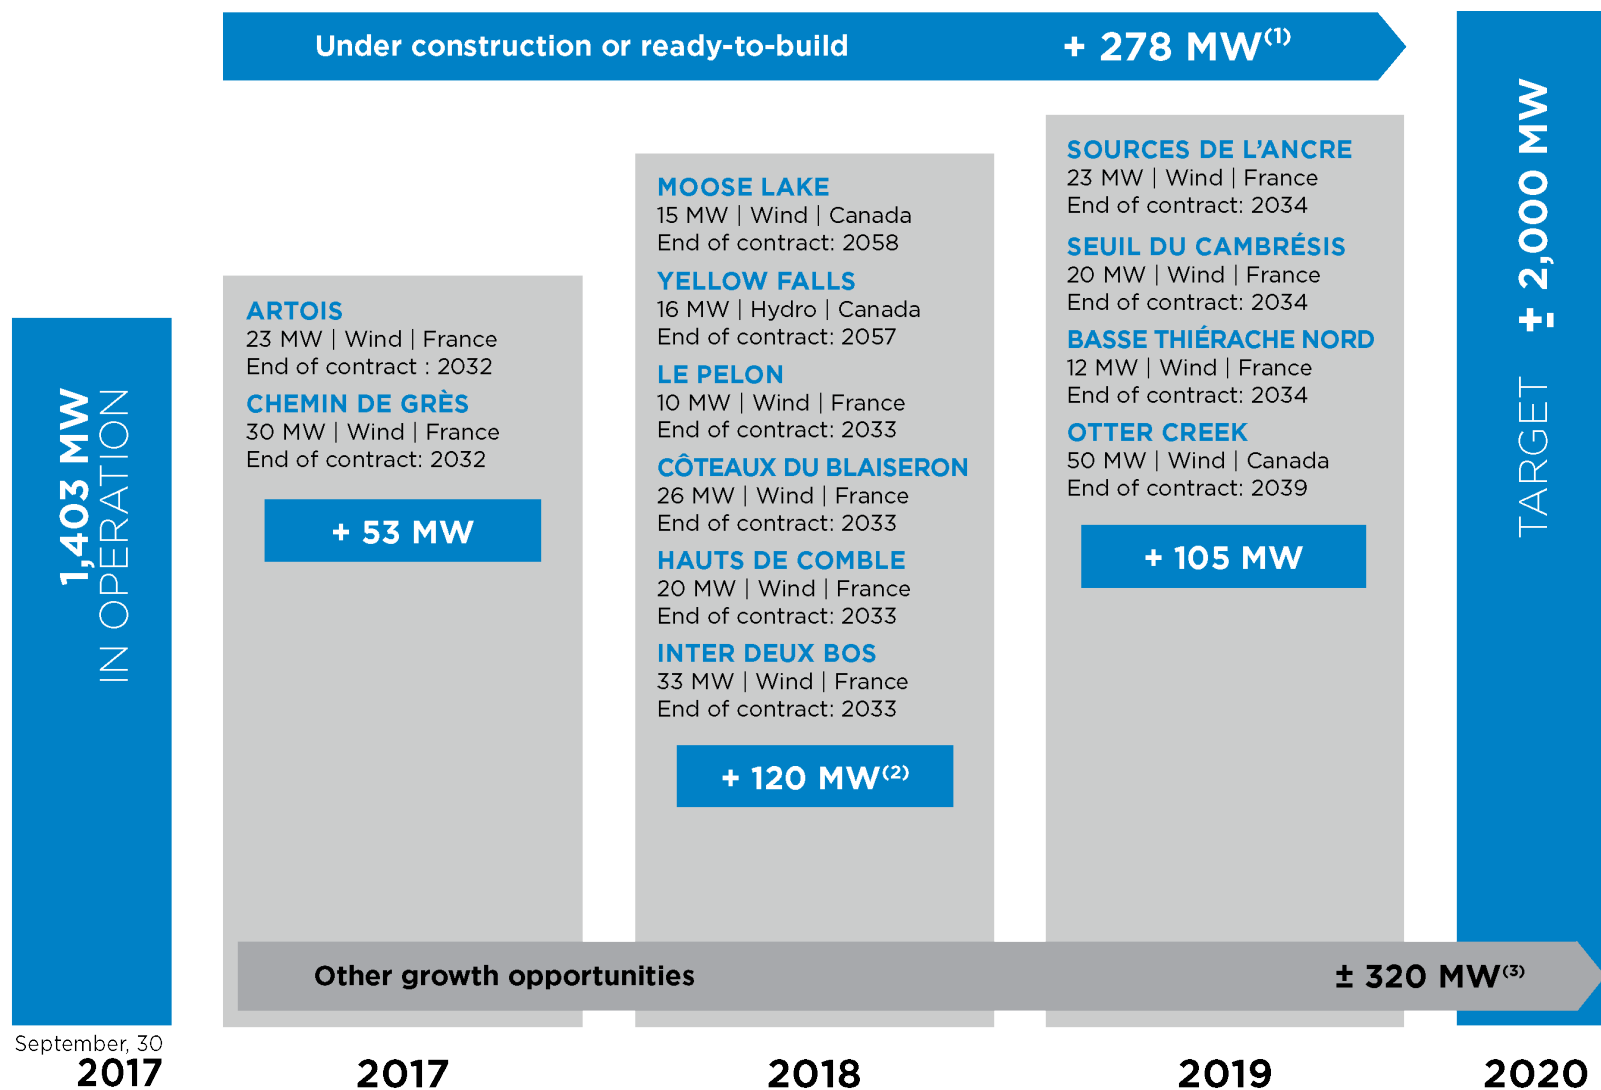 Under construction or ready-to-build + 278 MW(1)
1,403 MW
IN OPERATION
September, 30
2017
ARTOIS
23 MW | Wind | France
End of contract : 2032
CHEMIN DE GRÈS
30 MW | Wind | France
End of contract: 2032
+ 53 MW
2017
MOOSE LAKE
15 MW | Wind | Canada
End of contract: 2058
YELLOW FALLS
16 MW | Hydro | Canada
End of contract: 2057
LE PELON
10 MW | Wind | France
End of contract: 2033
CÔTEAUX DU BLAISERON
26 MW | Wind | France
End of contract: 2033
HAUTS DE COMBLE
20 MW | Wind | France
End of contract: 2033
INTER DEUX BOS
33 MW | Wind | France
End of contract: 2033
+ 120 MW(2)
2018
SOURCES DE L’ANCRE
23 MW | Wind | France
End of contract: 2034
SEUIL DU CAMBRÉSIS
20 MW | Wind | France
End of contract: 2034
BASSE THIÉRACHE NORD
12 MW | Wind | France
End of contract: 2034
OTTER CREEK
50 MW | Wind | Canada
End of contract: 2039
+ 105 MW
2019
TARGET ± 2,000 MW
2020
Other growth opportunities ± 320 MW(3)